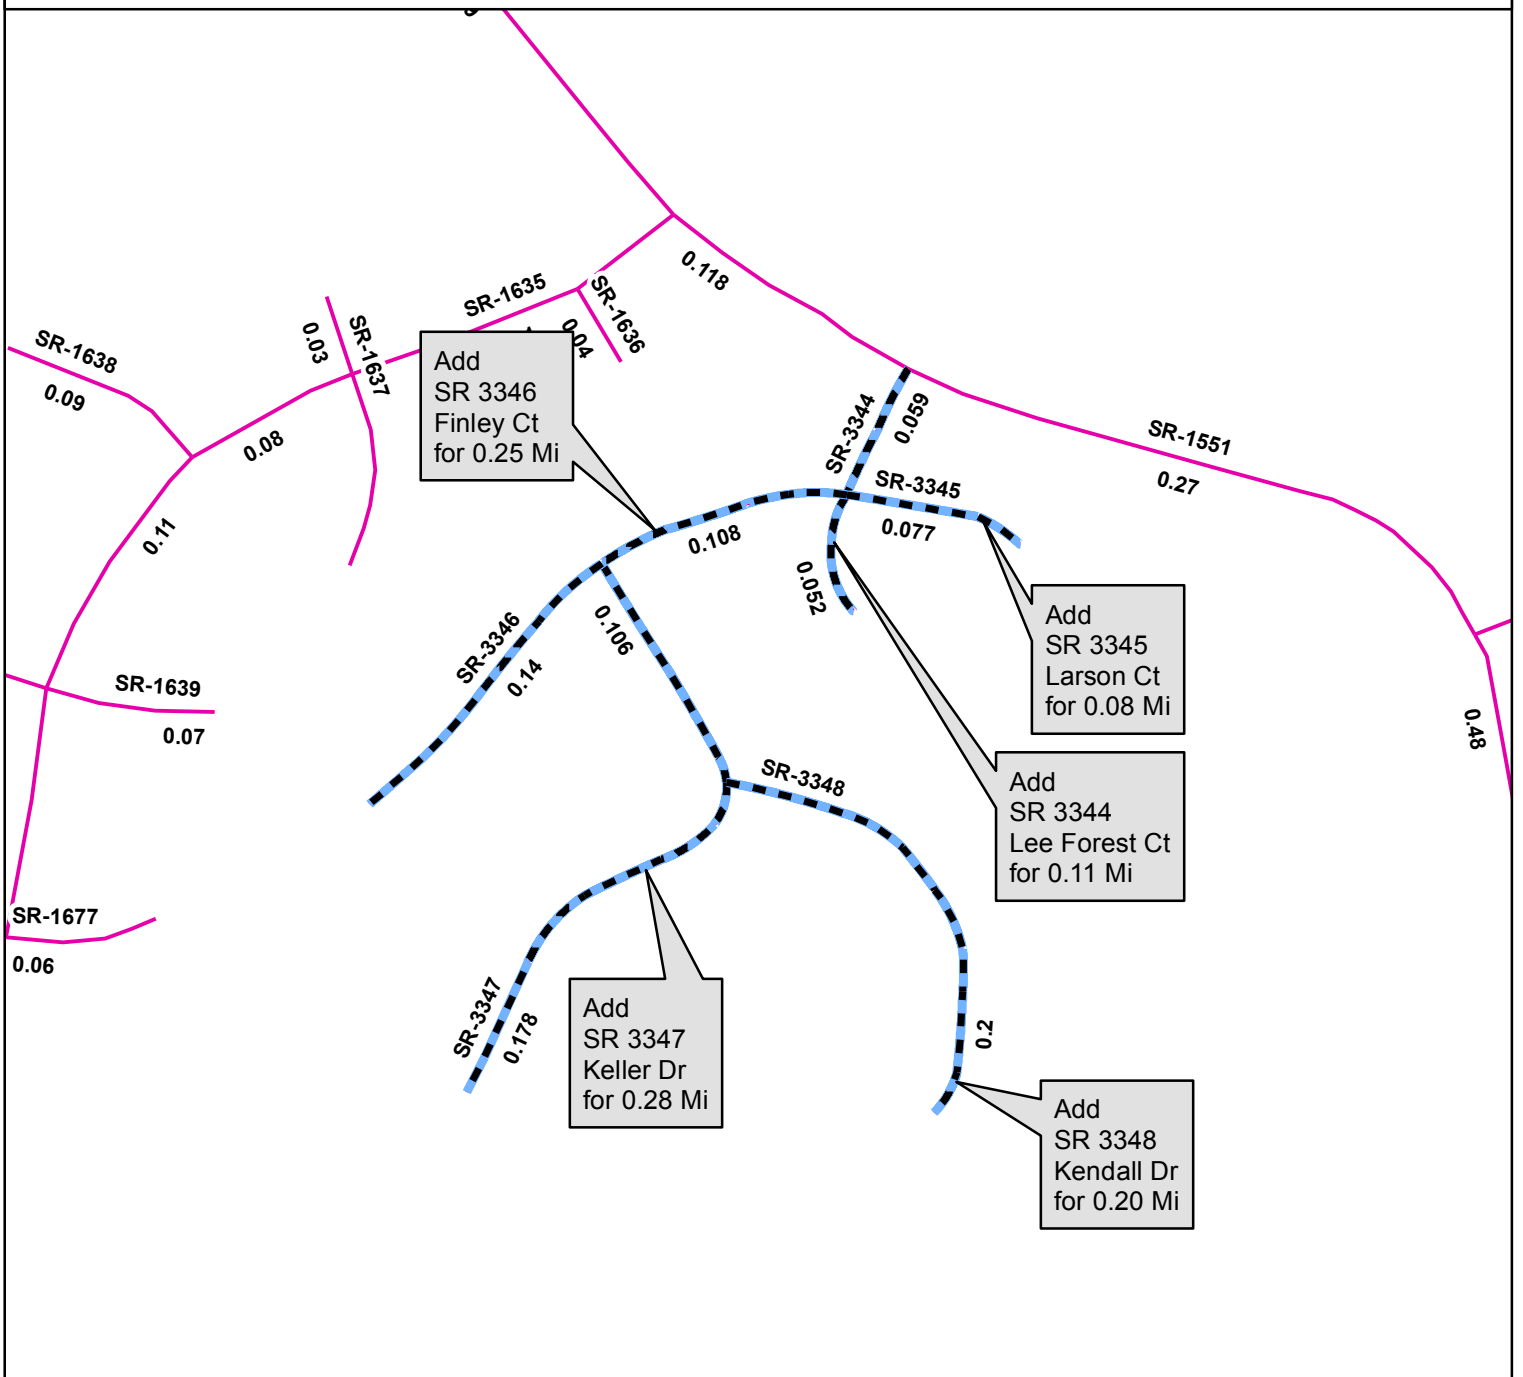 0.118
SR-1635
SR-1636
0.04
SR-1638
0.09
0.03
SR-1637
0.08
Add
SR 3346
Finley Ct
for 0.25 Mi
SR-3344
0.059
SR-1551
0.27
SR-3345
0.077
0.108
0.052
0.11
SR-3346
0.14
0.106
Add
SR 3345
Larson Ct
for 0.08 Mi
SR-1639
0.07
0.48
SR-3348
Add
SR 3344
Lee Forest Ct
for 0.11 Mi
SR-1677
0.06
SR-3347
0.178
Add
SR 3347
Keller Dr
for 0.28 Mi
0.2
Add
SR 3348
Kendall Dr
for 0.20 Mi